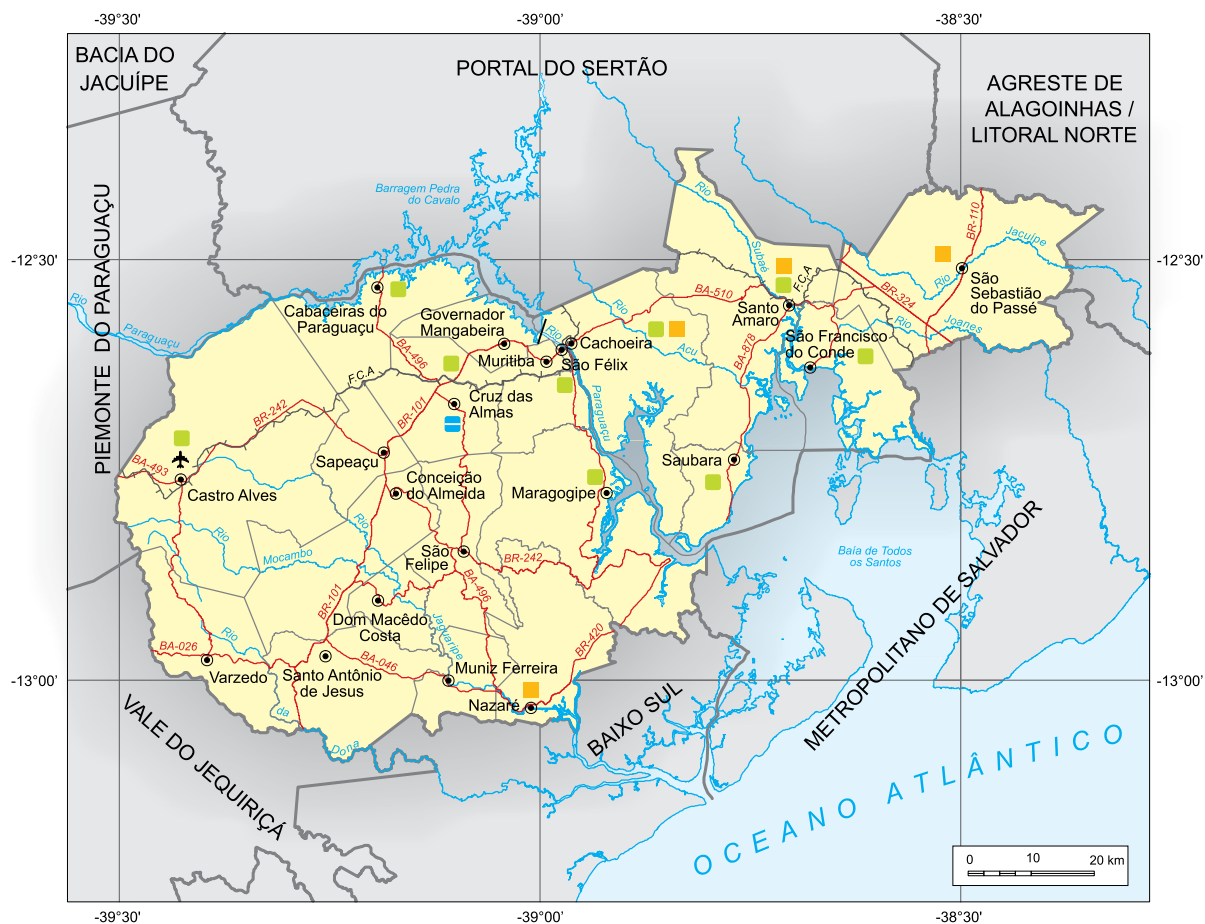 -39°30'
-39°00'
-38°30'
BACIA DO
JACUÍPE
PORTAL DO SERTÃO
AGRESTE DE
ALAGOINHAS /
LITORAL NORTE
PIEMONTE DO PARAGUAÇU
Barragem Pedra
do Cavalo
Rio
Subaé
BR-110
Jacuípe
Rio
-12°30'
-12°30'
Rio
Paraguaçu
Cabaceiras do
Paraguaçu
Governador
Mangabeira
BA-496
Muritiba
Rio
Paraguaçu
Cachoeira
São Félix
Rio
Acu
BA-510
F.C.A
Santo
Amaro
BR-324
São
Sebastião
do Passé
Rio
Joanes
São Francisco
do Conde
BA-878
F.C.A
BR-242
BR-101
Cruz das
Almas
BA-493
Castro Alves
Sapeaçu
Conceição
do Almeida
Maragogipe
Saubara
Rio
Mocambo
Rio
São
Felipe
BR-242
Baía de Todos
os Santos
BR-101
BA-496
Dom Macêdo
Costa
Jaguaripe
BR-420
Rio
BA-026
Varzedo
Santo Antônio
de Jesus
BA-046
Muniz Ferreira
Nazaré
-13°00'
-13°00'
da
Dona
VALE DO JEQUIRIÇÁ
BAIXO SUL
METROPOLITANO DE SALVADOR
OCEANO ATLÂNTICO
0 10 20 km
-39°30'
-39°00'
-38°30'